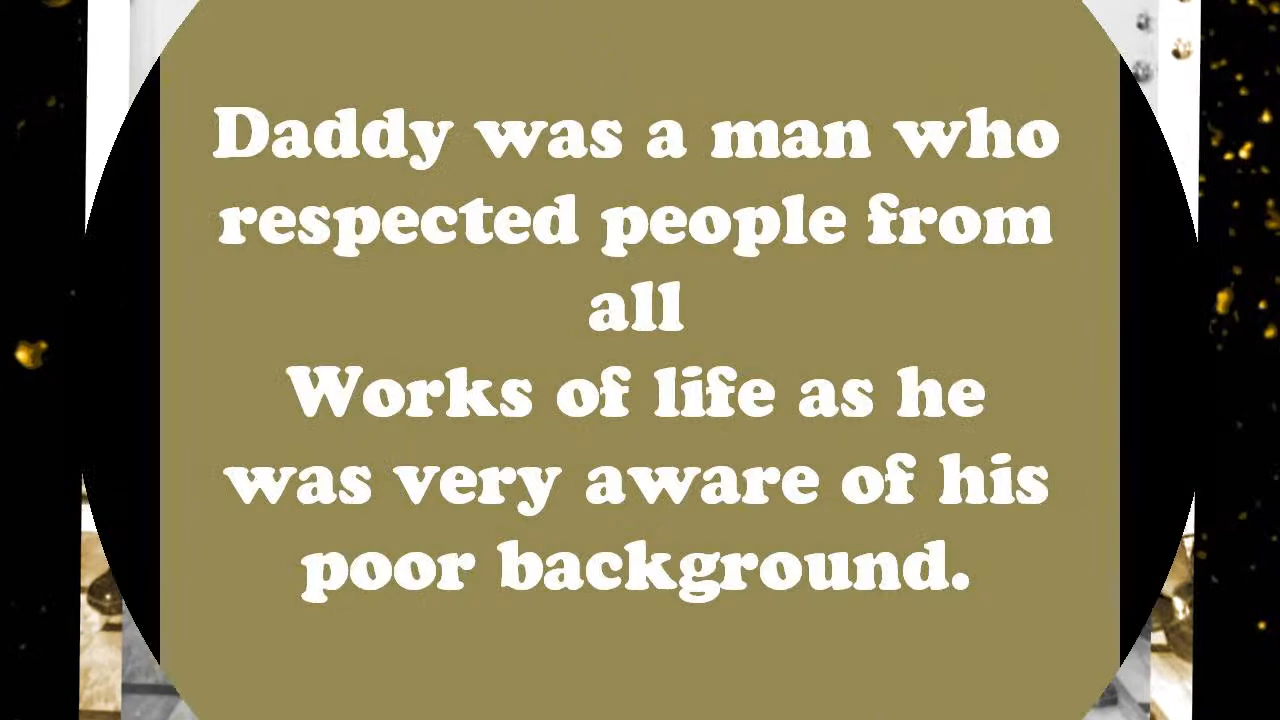 Daddy was a man who
respected people from
all
Works of life as he
was very aware of his
poor background.